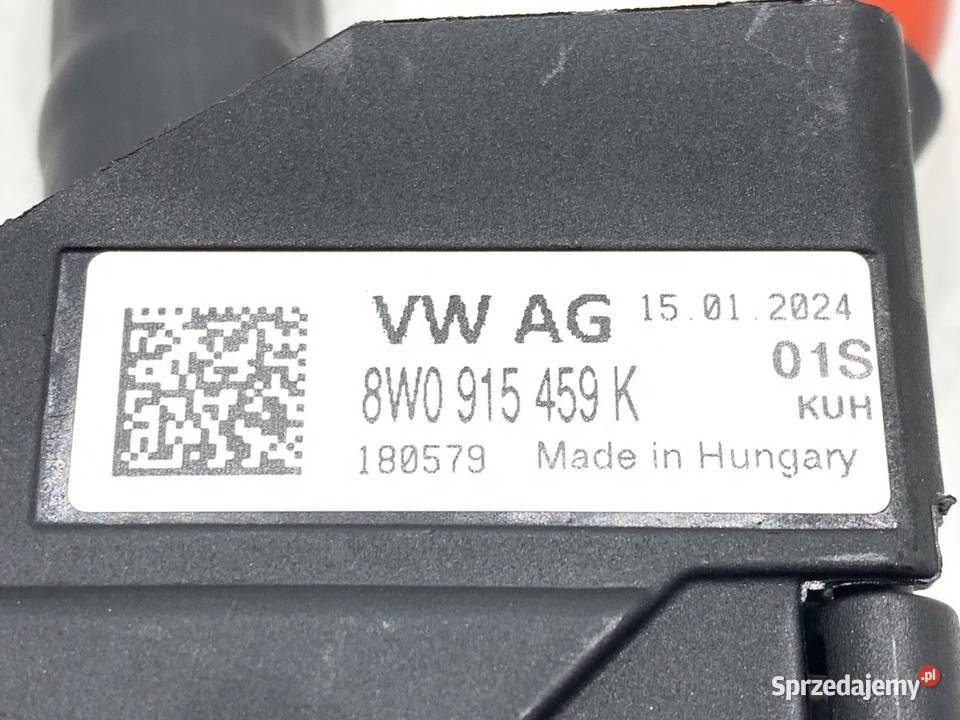 VW AG 15.01.2024
8W0 915 459 K 01S
KUH
180579 Made in Hungary
Sprzedajemy.pl